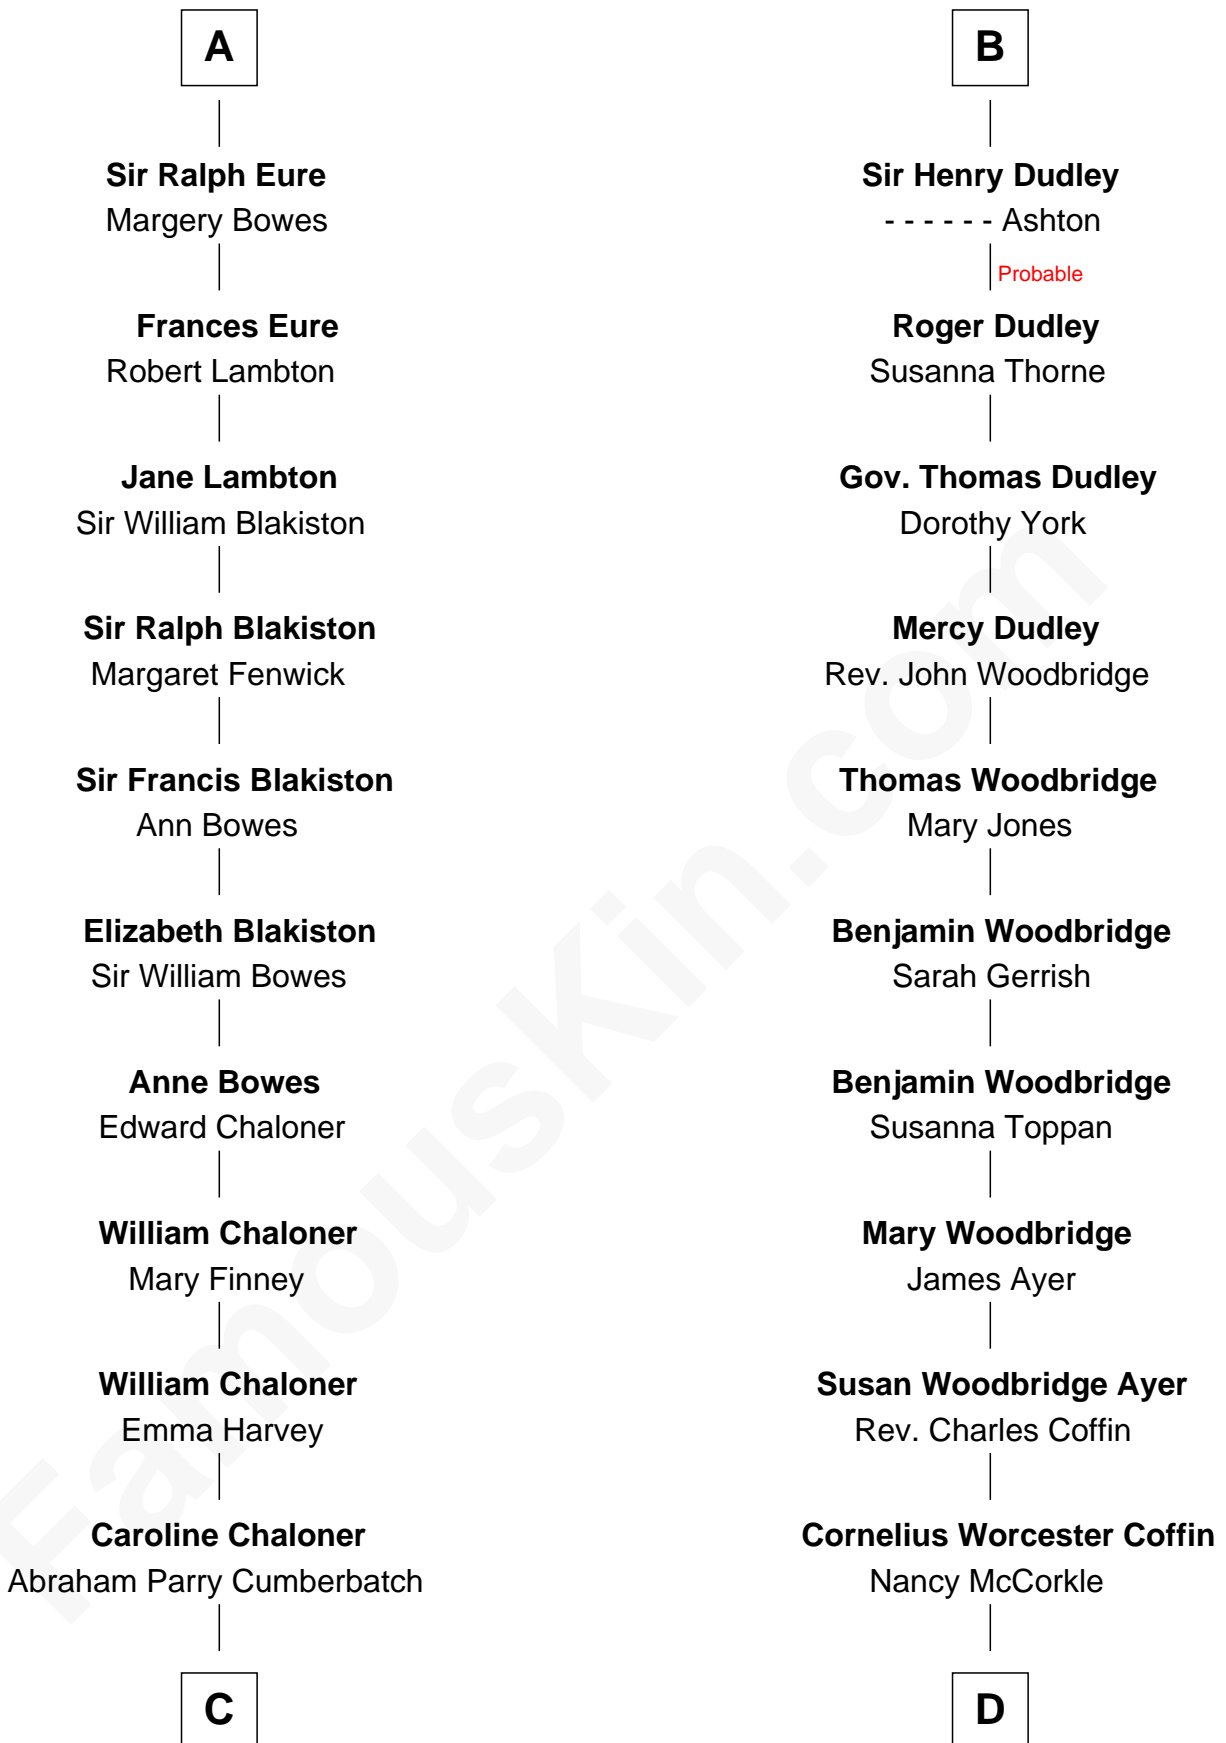 A
Sir Ralph Eure
Margery Bowes
Frances Eure
Robert Lambton
Jane Lambton
Sir William Blakiston
Sir Ralph Blakiston
Margaret Fenwick
Sir Francis Blakiston
Ann Bowes
Elizabeth Blakiston
Sir William Bowes
Anne Bowes
Edward Chaloner
William Chaloner
Mary Finney
William Chaloner
Emma Harvey
Caroline Chaloner
Abraham Parry Cumberbatch
C
B
Sir Henry Dudley
- - - - - - Ashton
Probable
Roger Dudley
Susanna Thorne
Gov. Thomas Dudley
Dorothy York
Mercy Dudley
Rev. John Woodbridge
Thomas Woodbridge
Mary Jones
Benjamin Woodbridge
Sarah Gerrish
Benjamin Woodbridge
Susanna Toppan
Mary Woodbridge
James Ayer
Susan Woodbridge Ayer
Rev. Charles Coffin
Cornelius Worcester Coffin
Nancy McCorkle
D
FamousKin.com